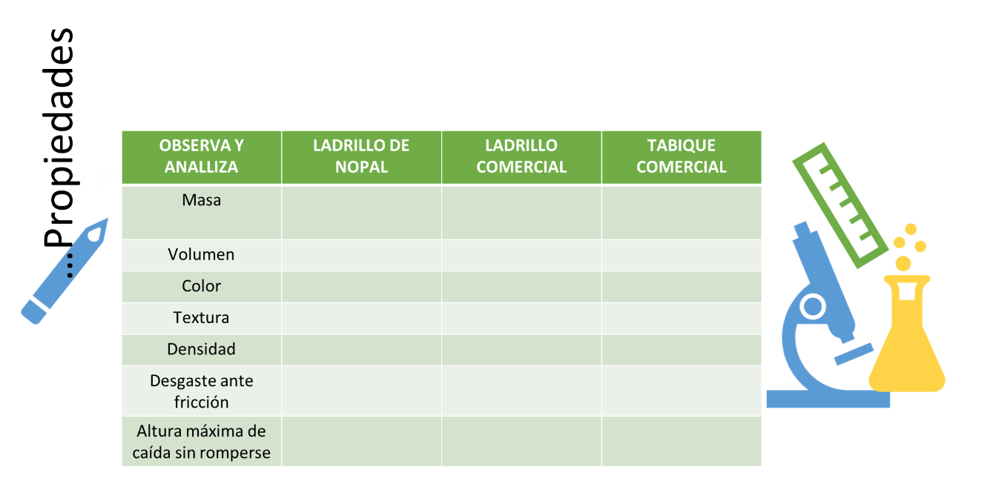 ...Propiedades
OBSERVA Y
ANALLIZA
LADRILLO DE
NOPAL
LADRILLO
COMERCIAL
TABIQUE
COMERCIAL
Masa
Volumen
Color
Textura
Densidad
Desgaste ante
fricción
Altura máxima de
caída sin romperse